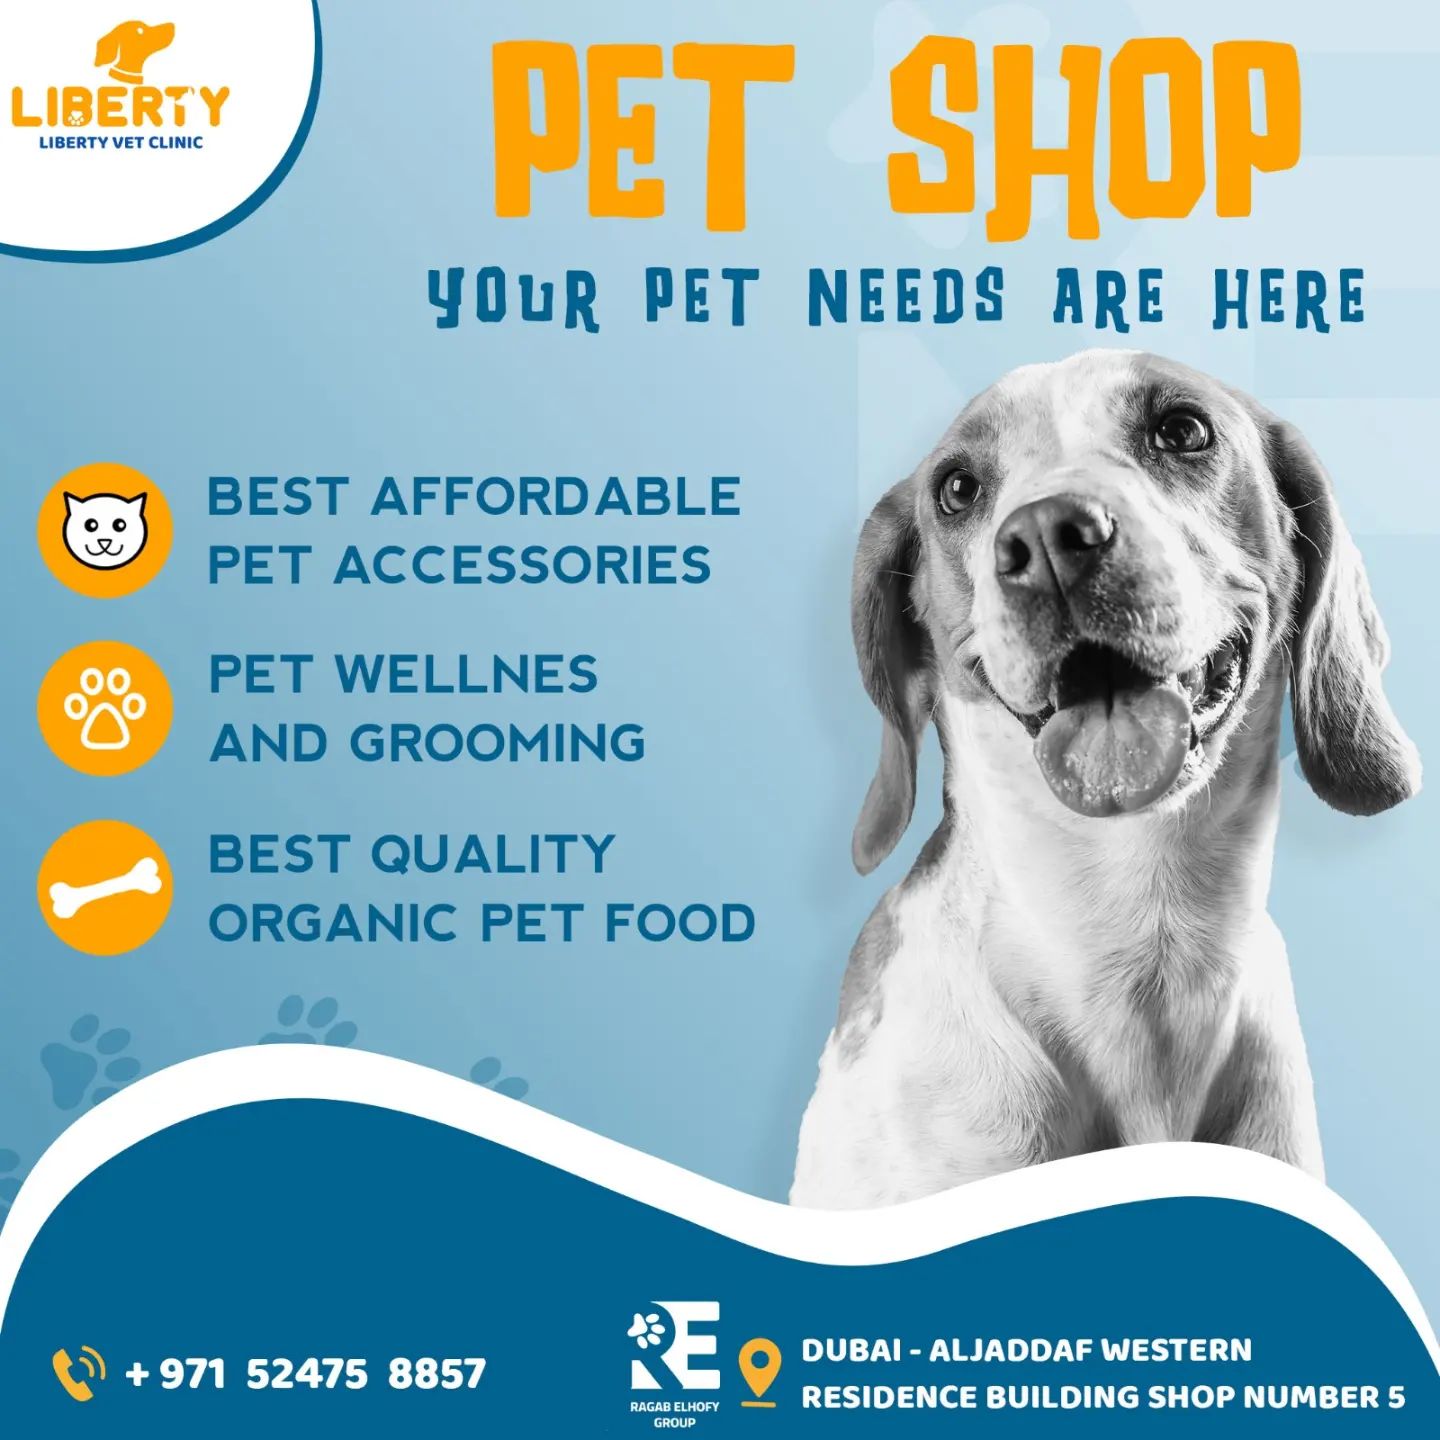 LIBERTY
LIBERTY VET CLINIC
PET SHOP
YOUR PET NEEDS ARE HERE
BEST AFFORDABLE
PET ACCESSORIES
PET WELLNES
AND GROOMING
BEST QUALITY
ORGANIC PET FOOD
+ 971 52475 8857
RE
RAGAB ELHOFY
GROUP
DUBAI - ALJADDAF WESTERN
RESIDENCE BUILDING SHOP NUMBER 5